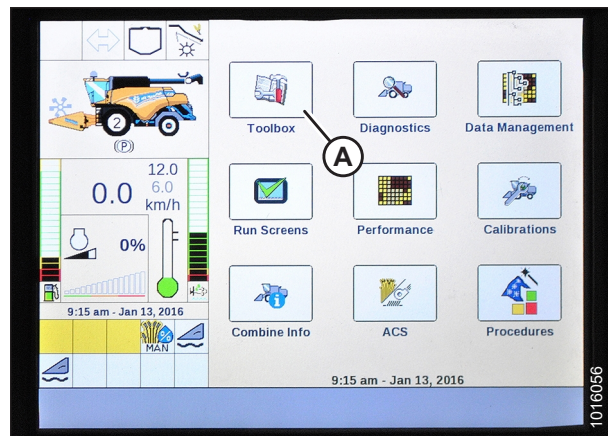 2
(P)
12.0
6.0
0.0
km/h
0%
9:15 am - Jan 13, 2016
MAN
Toolbox
Diagnostics
Data Management
A
Run Screens
Performance
Calibrations
Combine Info
ACS
Procedures
9:15 am - Jan 13, 2016
1016056